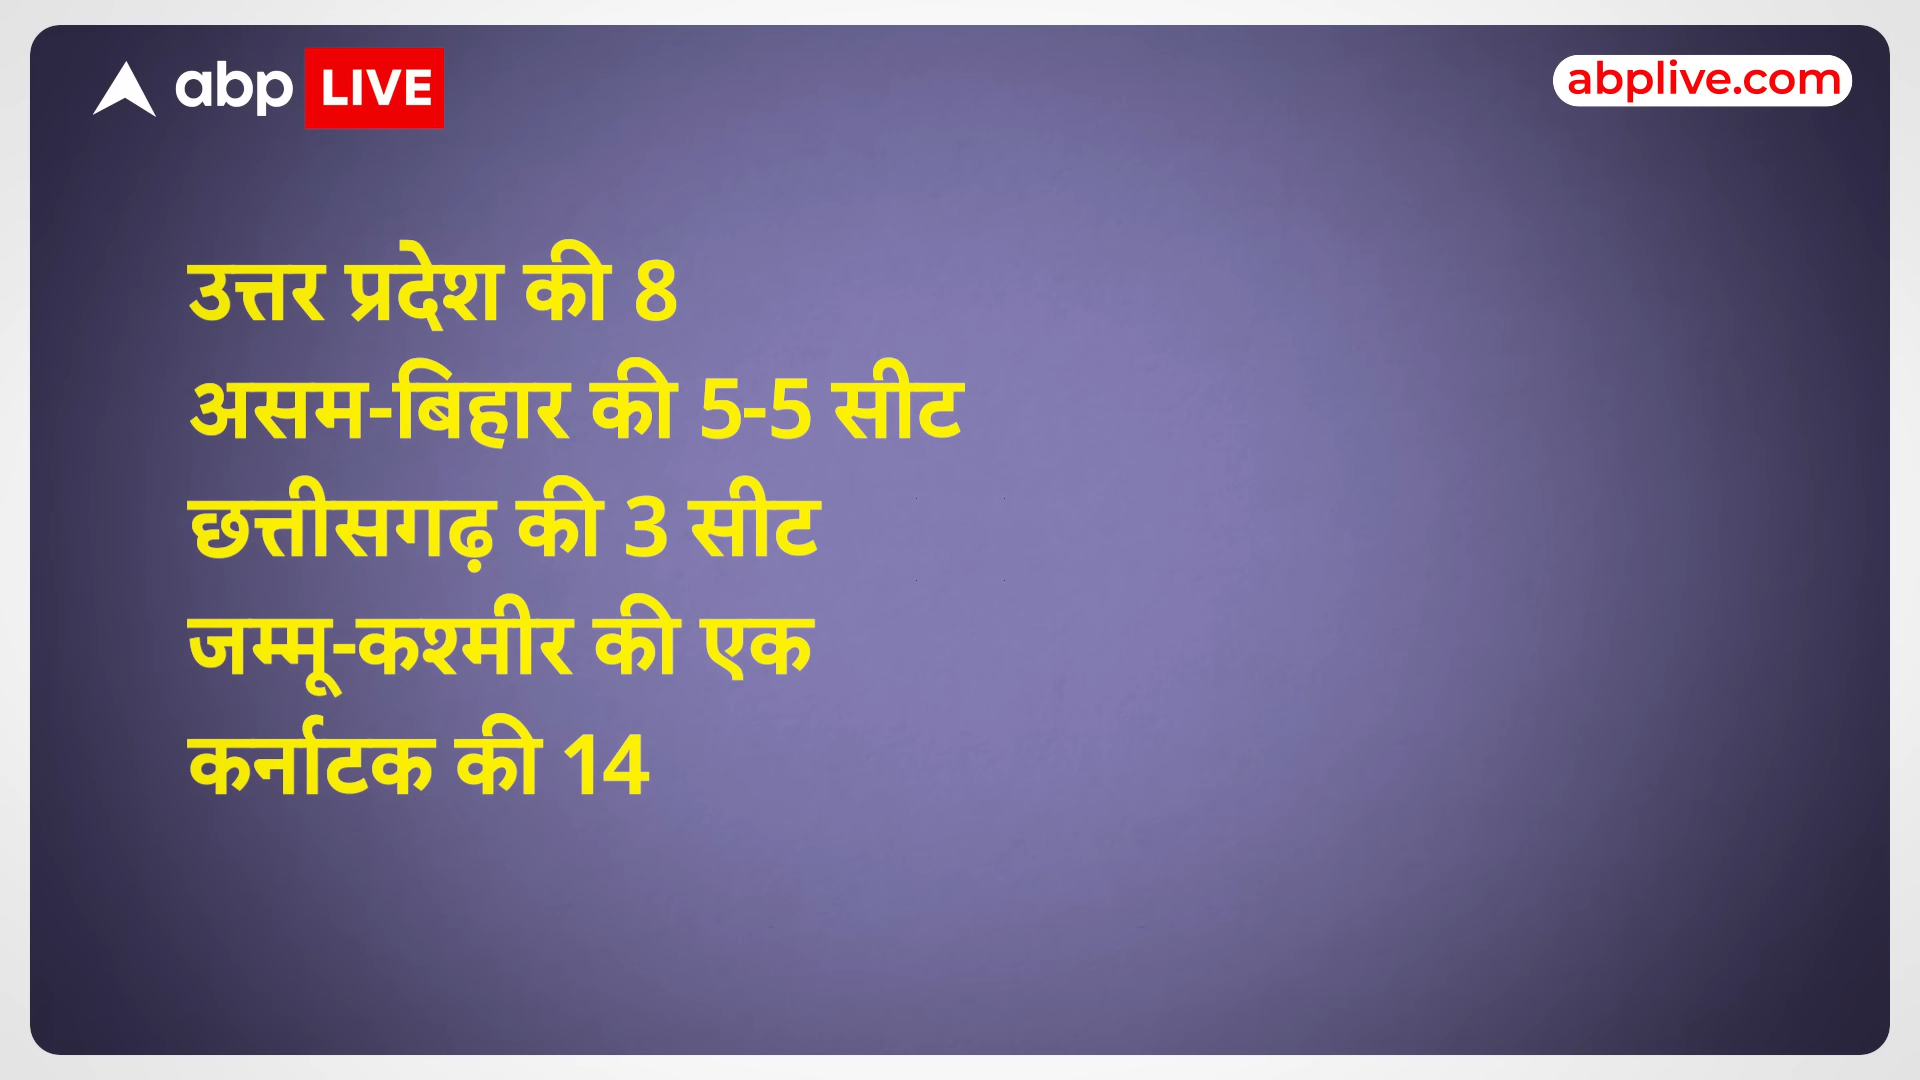 abp LIVE
abplive.com
उत्तर प्रदेश की 8
असम-बिहार की 5-5 सीट
छत्तीसगढ़ की 3 सीट
जम्मू-कश्मीर की एक
कर्नाटक की 14